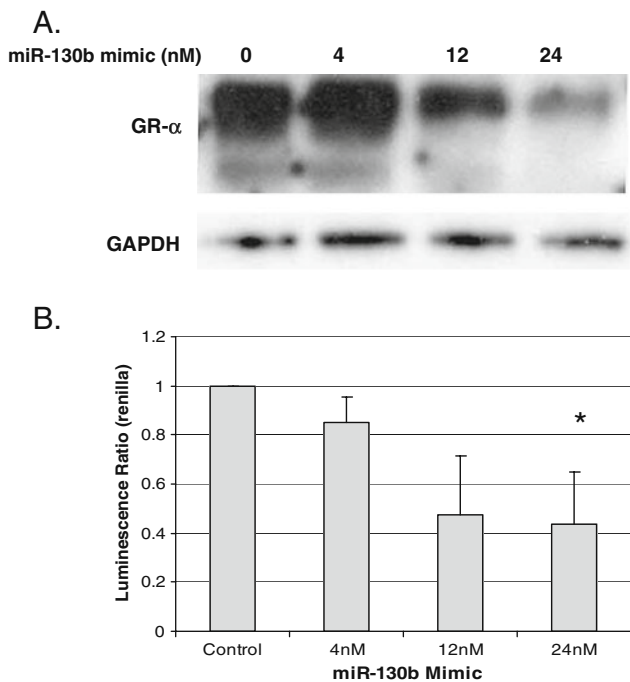 A.
miR-130b mimic (nM) 0 4 12 24
GR-α
GAPDH
B.
1.2
1
0.8
0.6
0.4
0.2
0
Luminescence Ratio (renilla)
*
Control 4nM 12nM 24nM
miR-130b Mimic